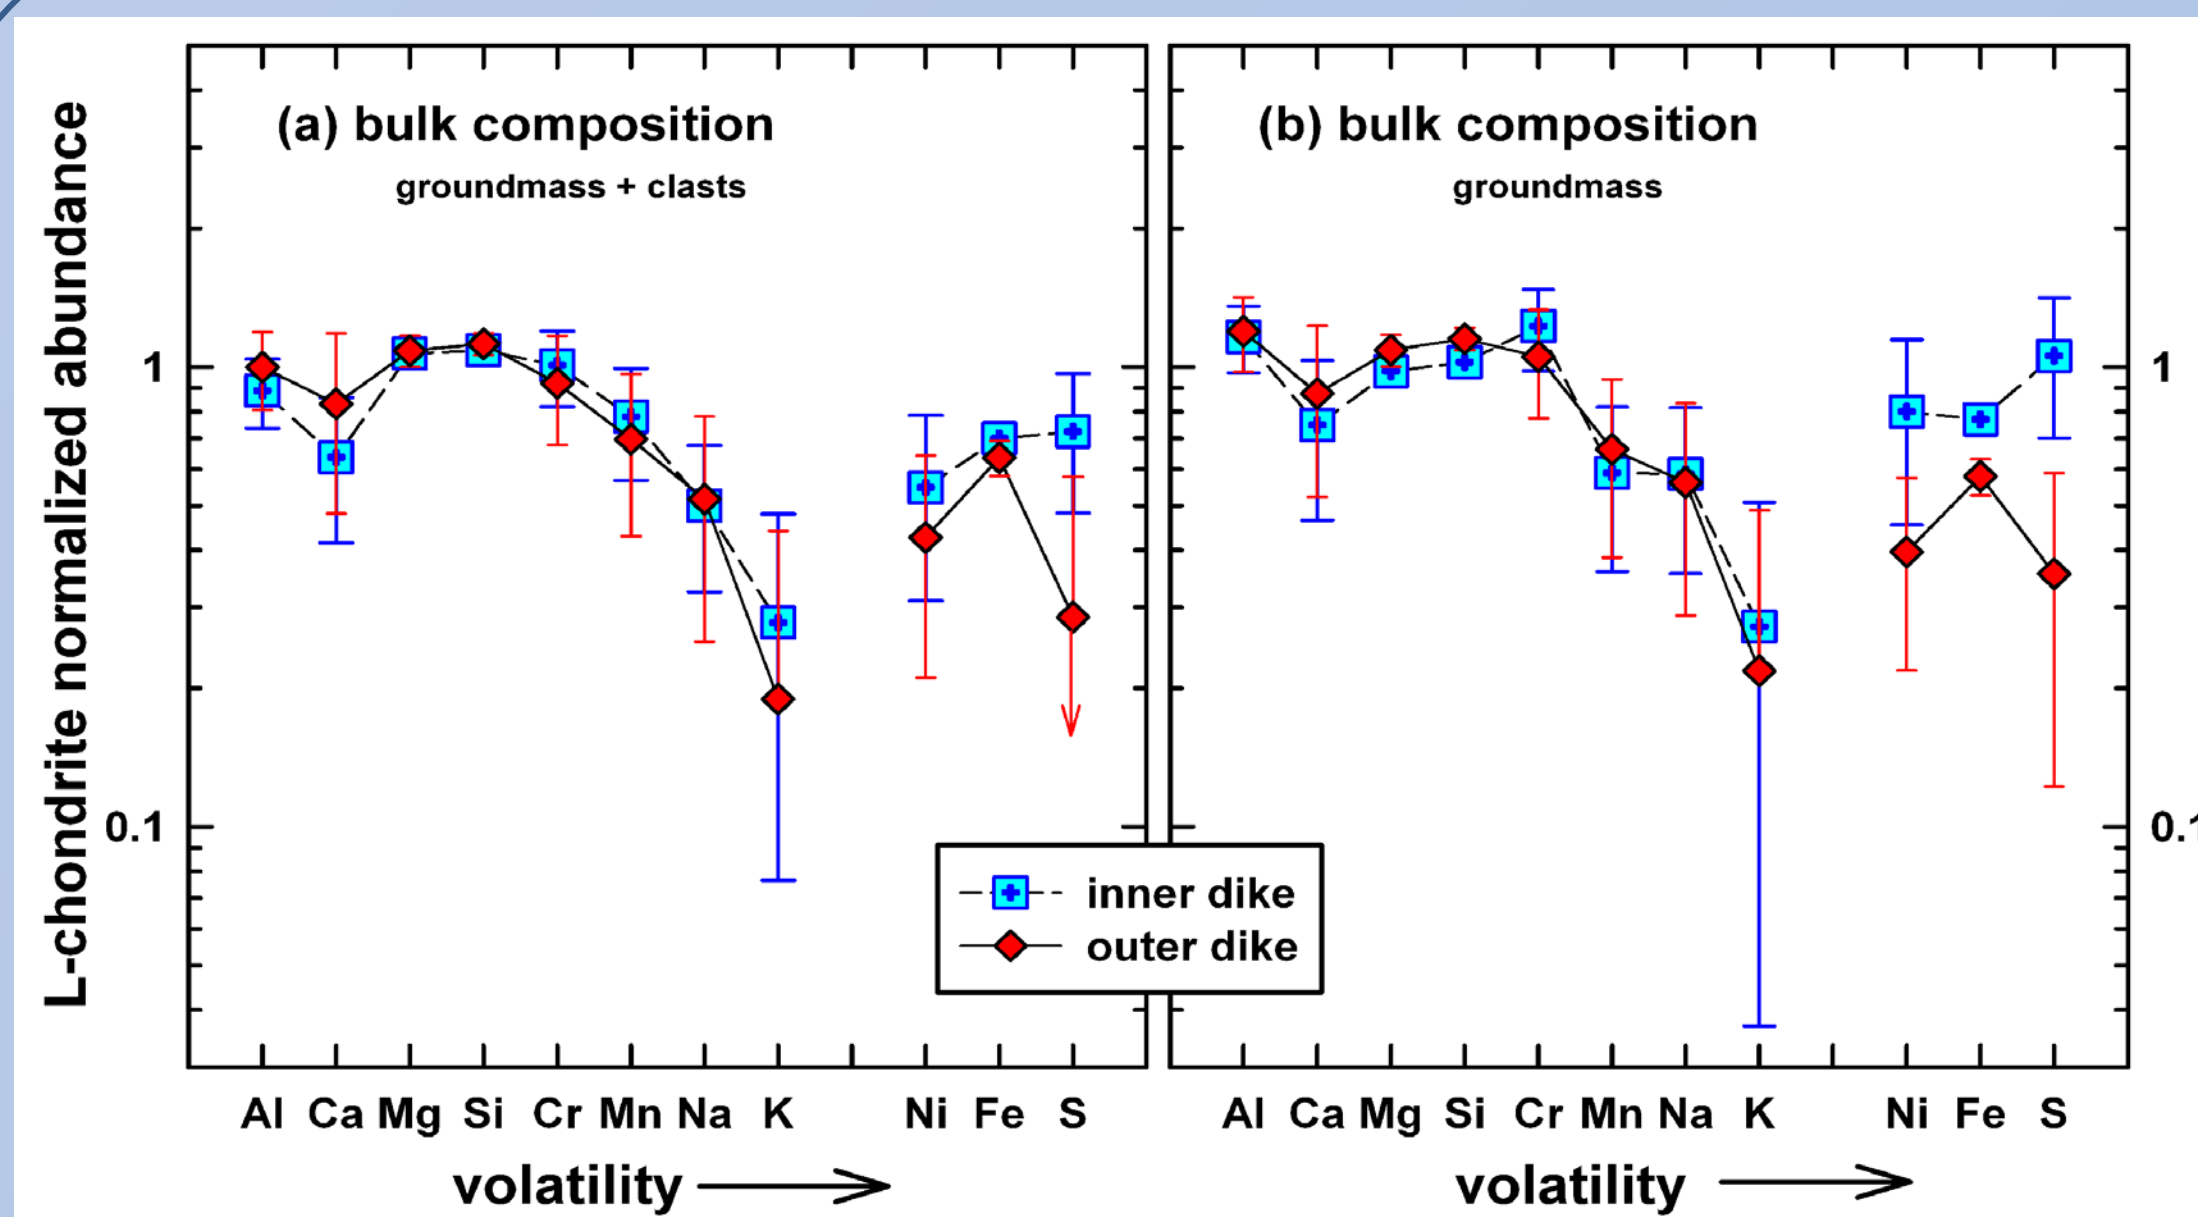 L-chondrite normalized abundance
(a) bulk composition
groundmass + clasts
1
0.1
Al Ca Mg Si Cr Mn Na K Ni Fe S
volatility
(b) bulk composition
groundmass
1
0.1
Al Ca Mg Si Cr Mn Na K Ni Fe S
volatility
inner dike
outer dike